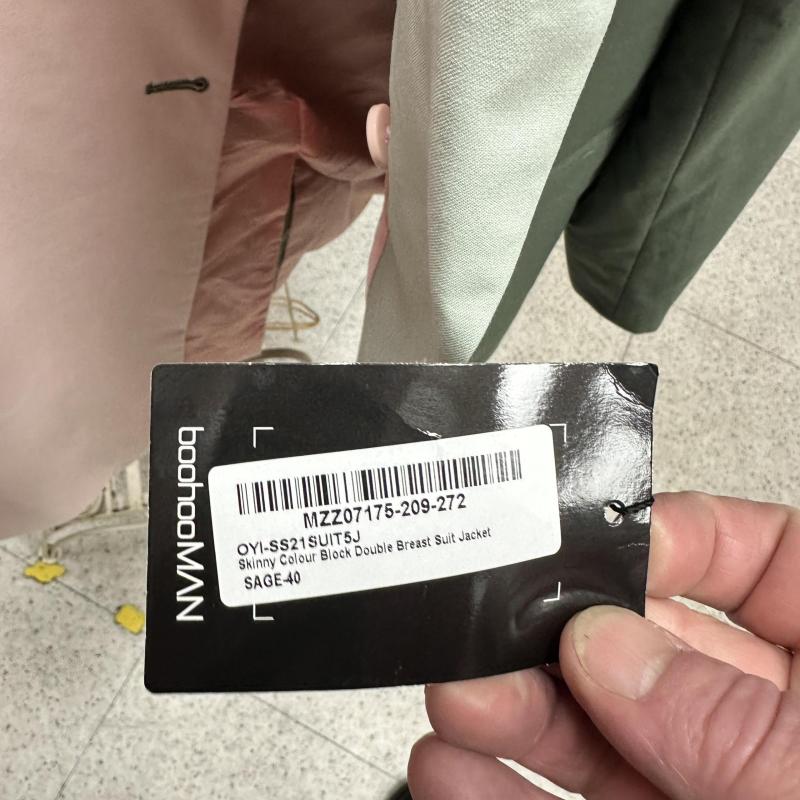 boohooMAN
MZZ07175-209-272
OYI-SS21SUIT5J
Skinny Colour Block Double Breast Suit Jacket
SAGE-40